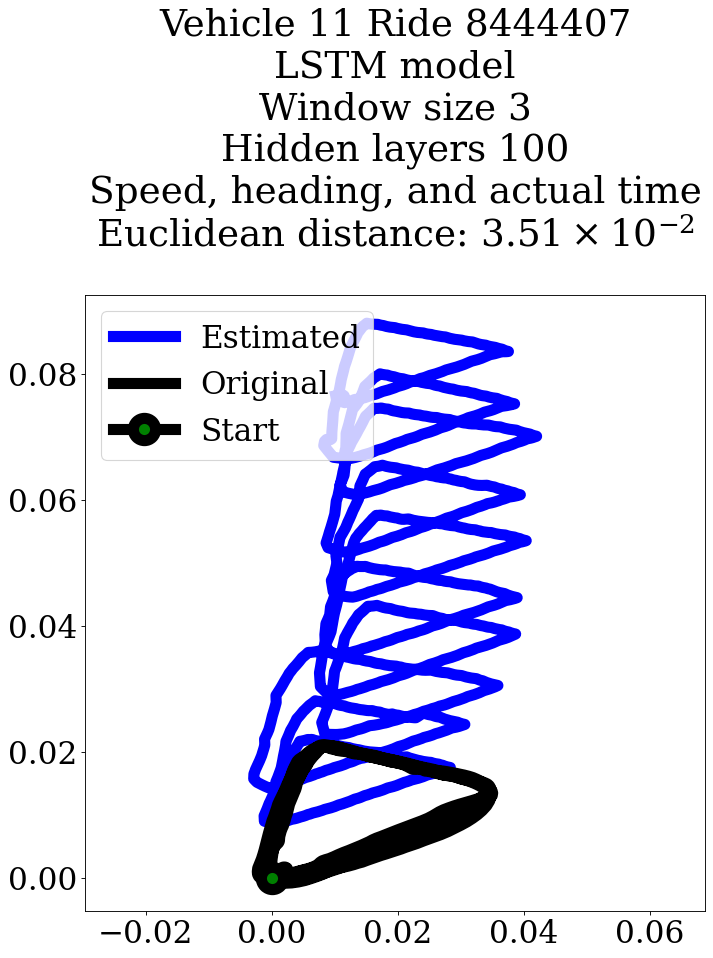 Vehicle 11 Ride 8444407
LSTM model
Window size 3
Hidden layers 100
Speed, heading, and actual time
Euclidean distance: 3.51 × 10⁻²
Estimated
Original
Start
0.08
0.06
0.04
0.02
0.00
−0.02 0.00 0.02 0.04 0.06